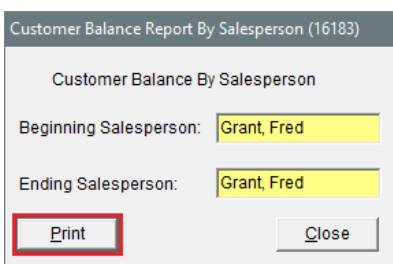 Customer Balance Report By Salesperson (16183)
Customer Balance By Salesperson
Beginning Salesperson: Grant, Fred
Ending Salesperson: Grant, Fred
Print Close